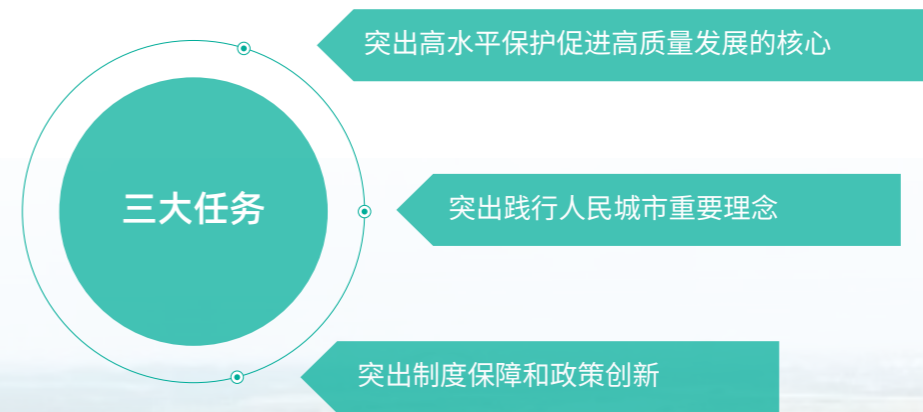 突出高水平保护促进高质量发展的核心
三大任务
突出践行人民城市重要理念
突出制度保障和政策创新